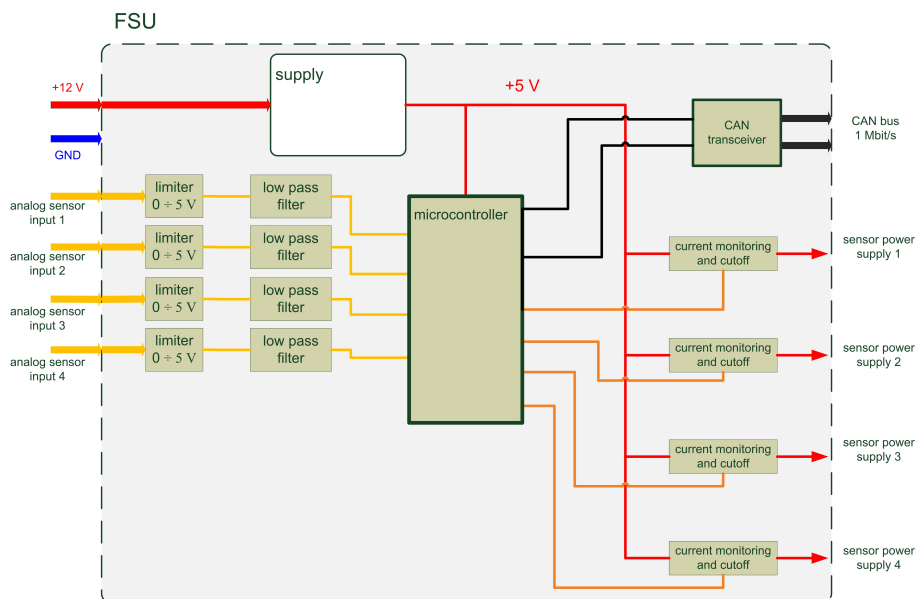 FSU
supply
+12 V
+5 V
GND
CAN
transceiver
CAN bus
1 Mbit/s
analog sensor
input 1
limiter
0 ÷ 5 V
low pass
filter
microcontroller
analog sensor
input 2
limiter
0 ÷ 5 V
low pass
filter
current monitoring
and cutoff
sensor power
supply 1
analog sensor
input 3
limiter
0 ÷ 5 V
low pass
filter
analog sensor
input 4
limiter
0 ÷ 5 V
low pass
filter
current monitoring
and cutoff
sensor power
supply 2
current monitoring
and cutoff
sensor power
supply 3
current monitoring
and cutoff
sensor power
supply 4